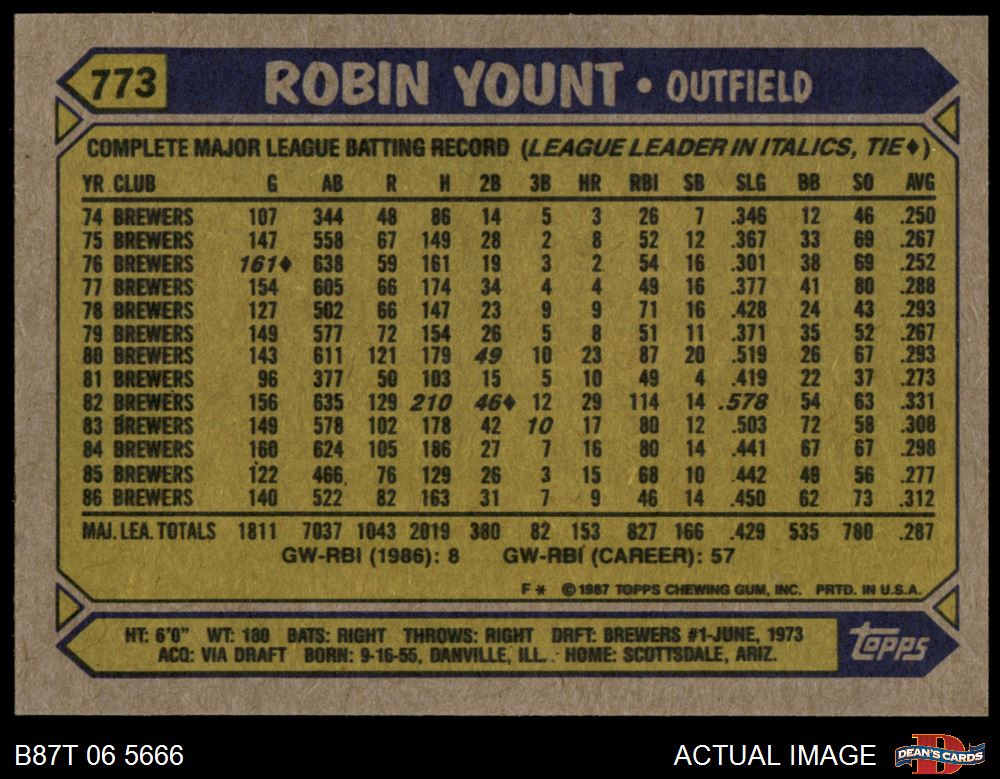 773 ROBIN YOUNT • OUTFIELD
COMPLETE MAJOR LEAGUE BATTING RECORD (LEAGUE LEADER IN ITALICS, TIE♦)
YR CLUB G AB R H 2B 3B HR RBI SB SLG BB SO AVG
74 BREWERS 107 344 48 86 14 5 3 26 7 .346 12 46 .250
75 BREWERS 147 558 67 149 28 2 8 52 12 .367 33 69 .267
76 BREWERS 161♦ 638 59 161 19 3 2 54 16 .301 38 69 .252
77 BREWERS 154 605 66 174 34 4 4 49 16 .377 41 80 .288
78 BREWERS 127 502 66 147 23 9 9 71 16 .428 24 43 .293
79 BREWERS 149 577 72 154 26 5 8 51 11 .371 35 52 .267
80 BREWERS 143 611 121 179 49 10 23 87 20 .519 26 67 .293
81 BREWERS 96 377 50 103 15 5 10 49 4 .419 22 37 .273
82 BREWERS 156 635 129 210 46♦ 12 29 114 14 .578 54 63 .331
83 BREWERS 149 578 102 178 42 10 17 80 12 .503 72 58 .308
84 BREWERS 160 624 105 186 27 7 16 80 14 .441 67 67 .298
85 BREWERS 122 466 76 129 26 3 15 68 10 .442 49 56 .277
86 BREWERS 140 522 82 163 31 7 9 46 14 .450 62 73 .312
MAJ. LEA. TOTALS 1811 7037 1043 2019 380 82 153 827 166 .429 535 780 .287
GW-RBI (1986): 8 GW-RBI (CAREER): 57
F * ©1987 TOPPS CHEWING GUM, INC. PRTD. IN U.S.A.
HT: 6'0" WT: 180 BATS: RIGHT THROWS: RIGHT DRFT: BREWERS #1-JUNE, 1973
ACQ: VIA DRAFT BORN: 9-16-55, DANVILLE, ILL. HOME: SCOTTSDALE, ARIZ.
topps
B87T 06 5666 ACTUAL IMAGE D DEAN'S CARDS